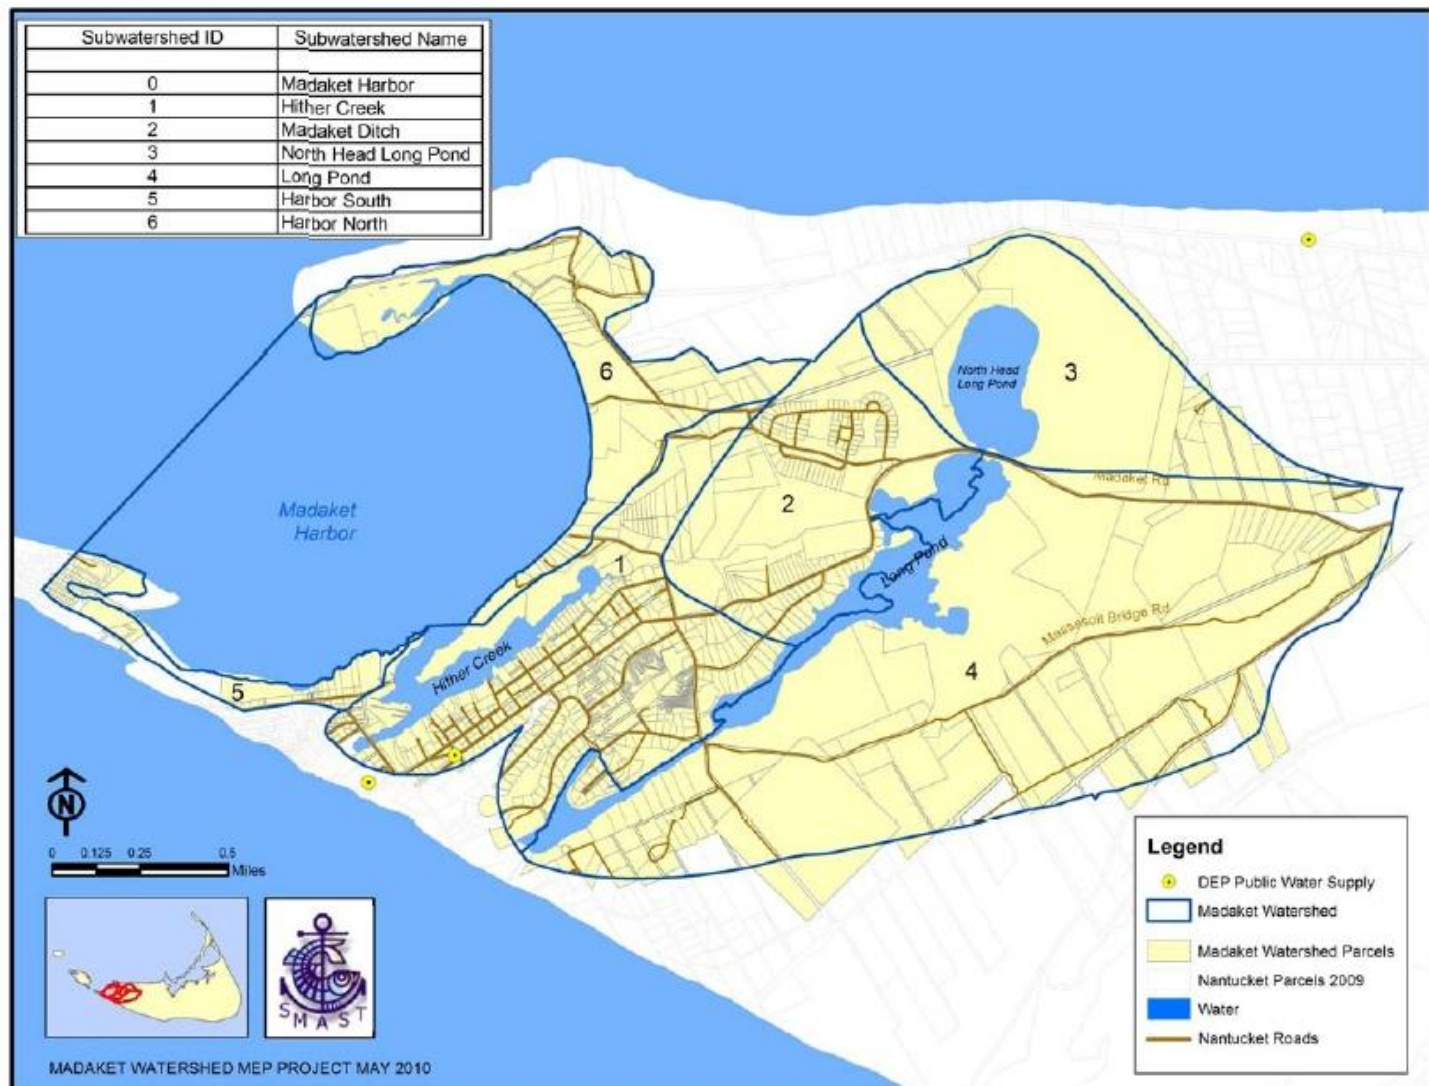 Subwatershed ID Subwatershed Name
0 Madaket Harbor
1 Hither Creek
2 Madaket Ditch
3 North Head Long Pond
4 Long Pond
5 Harbor South
6 Harbor North
6
North Head
Long Pond
3
Madaket Rd
Madaket
Harbor
2
Long Pond
1
Massasoit Bridge Rd
Hither Creek
4
5
N
0 0.125 0.25 0.5
Miles
SMAST
MADAKET WATERSHED MEP PROJECT MAY 2010
Legend
DEP Public Water Supply
Madaket Watershed
Madaket Watershed Parcels
Nantucket Parcels 2009
Water
Nantucket Roads